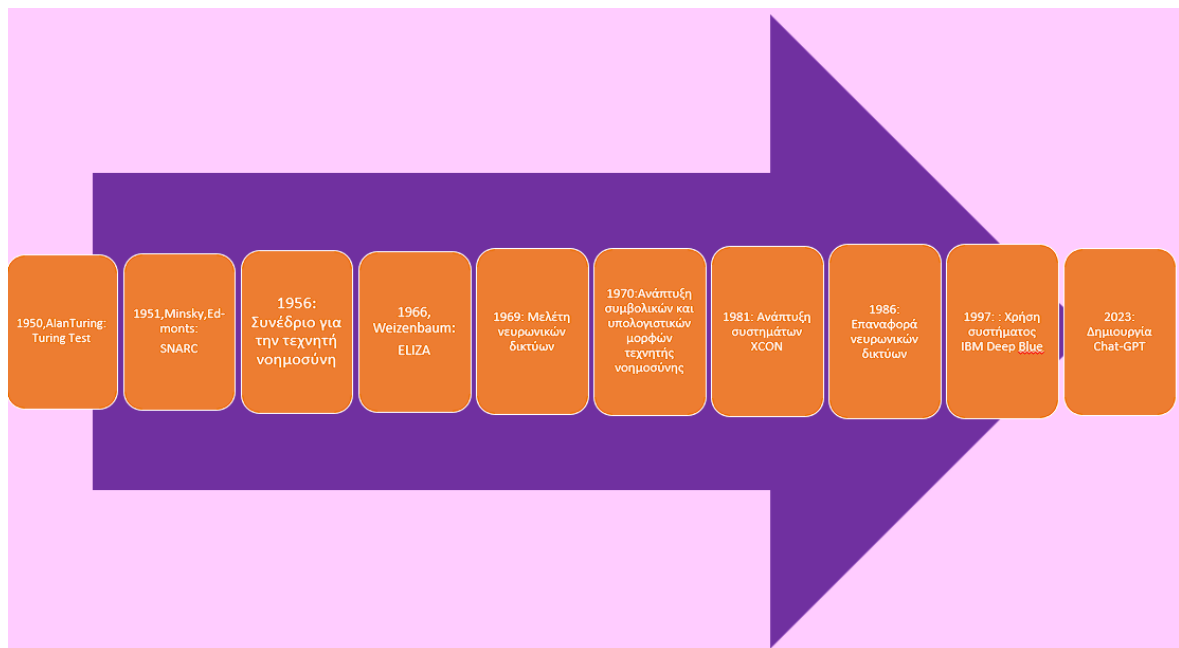 1950,AlanTuring:
Turing Test
1951,Minsky,Ed-
monts:
SNARC
1956:
Συνέδριο για
την τεχνητή
νοημοσύνη
1966,
Weizenbaum:
ELIZA
1969: Μελέτη
νευρωνικών
δικτύων
1970:Ανάπτυξη
συμβολικών και
υπολογιστικών
μορφών
τεχνητής
νοημοσύνης
1981: Ανάπτυξη
συστημάτων
XCON
1986:
Επαναφορά
νευρωνικών
δικτύων
1997: : Χρήση
συστήματος
IBM Deep Blue
2023:
Δημιουργία
Chat-GPT